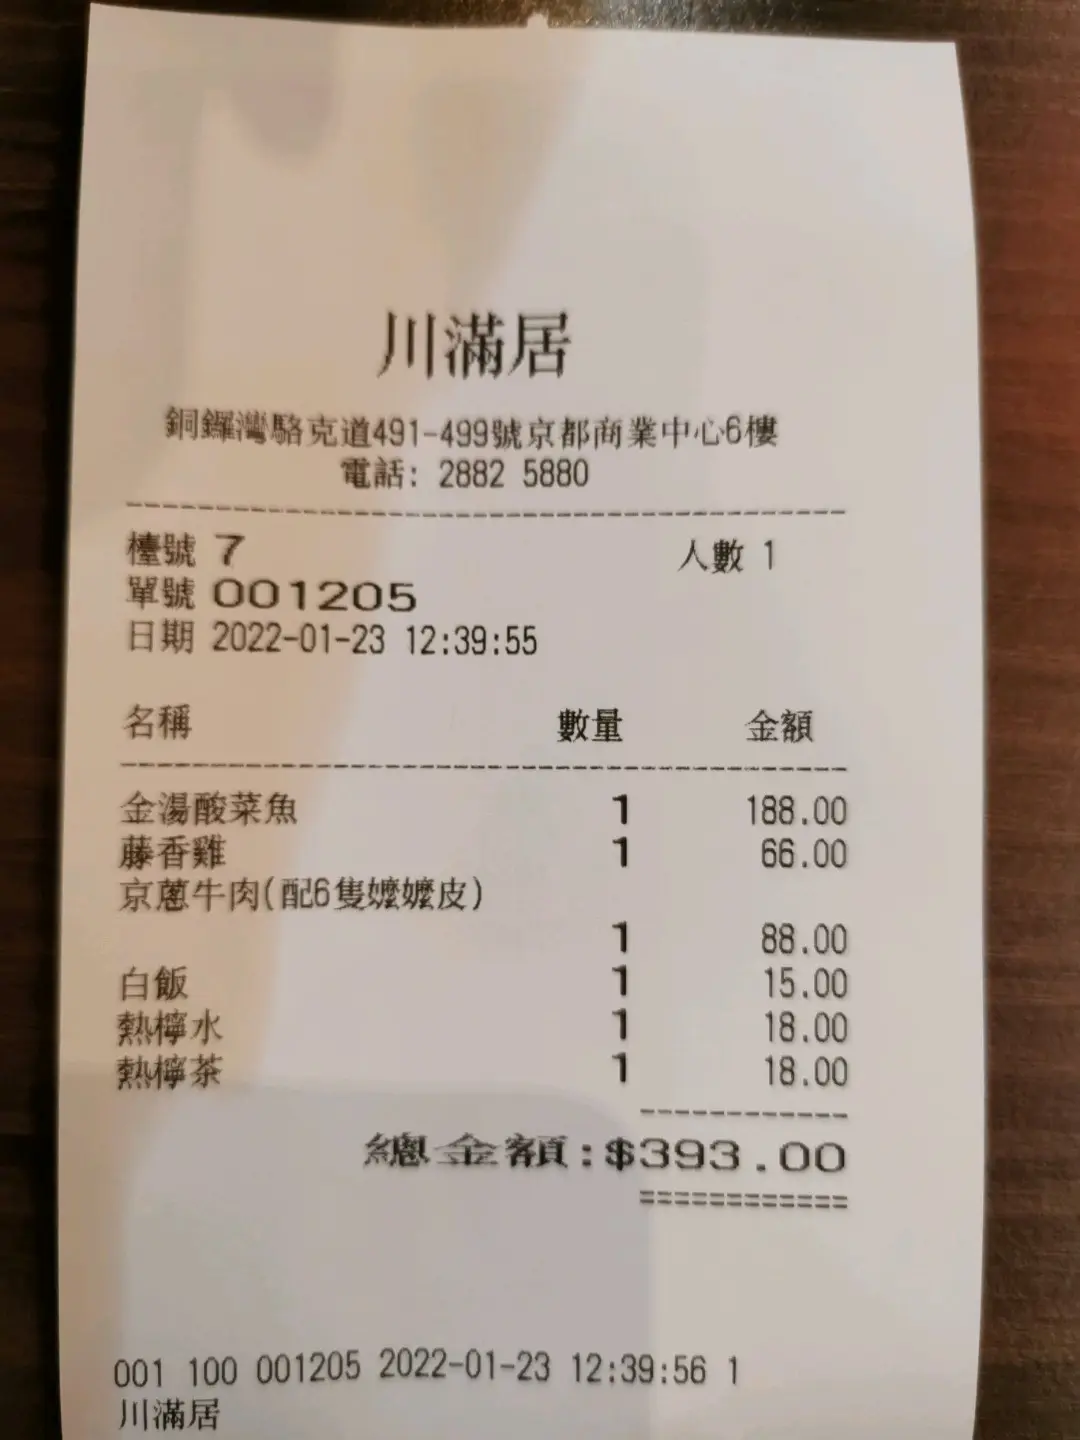 川滿居
銅鑼灣駱克道491-499號京都商業中心6樓
電話: 2882 5880
檯號 7 人數 1
單號 001205
日期 2022-01-23 12:39:55
名稱 數量 金額
金湯酸菜魚 1 188.00
藤香雞 1 66.00
京蔥牛肉(配6隻嬤嬤皮)
1 88.00
白飯 1 15.00
熱檸水 1 18.00
熱檸茶 1 18.00
總金額:$393.00
001 100 001205 2022-01-23 12:39:56 1
川滿居